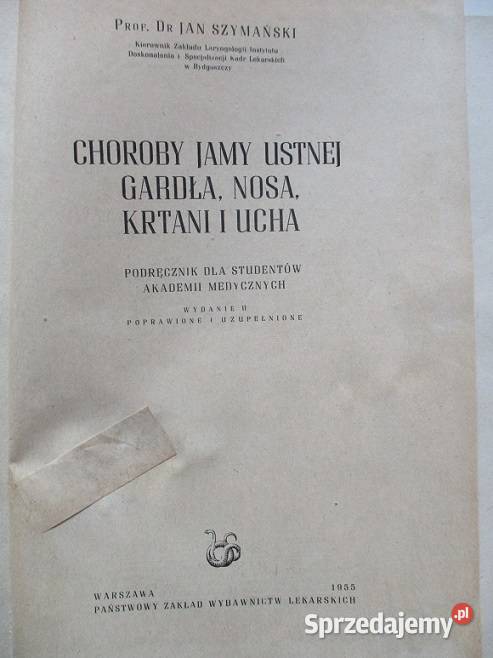 PROF. DR JAN SZYMAŃSKI
Kierownik Zakładu Laryngologii Instytutu
Doskonalenia i Specjalizacji Kadr Lekarskich
w Bydgoszczy
CHOROBY JAMY USTNEJ
GARDŁA, NOSA,
KRTANI I UCHA
PODRĘCZNIK DLA STUDENTÓW
AKADEMII MEDYCZNYCH
WYDANIE II
POPRAWIONE I UZUPEŁNIONE
WARSZAWA 1955
PAŃSTWOWY ZAKŁAD WYDAWNICTW LEKARSKICH
Sprzedajemy.pl